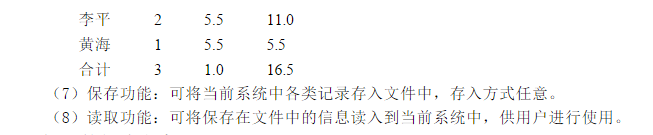 李平 2 5.5 11.0
黄海 1 5.5 5.5
合计 3 1.0 16.5
（7）保存功能：可将当前系统中各类记录存入文件中，存入方式任意。
（8）读取功能：可将保存在文件中的信息读入到当前系统中，供用户进行使用。